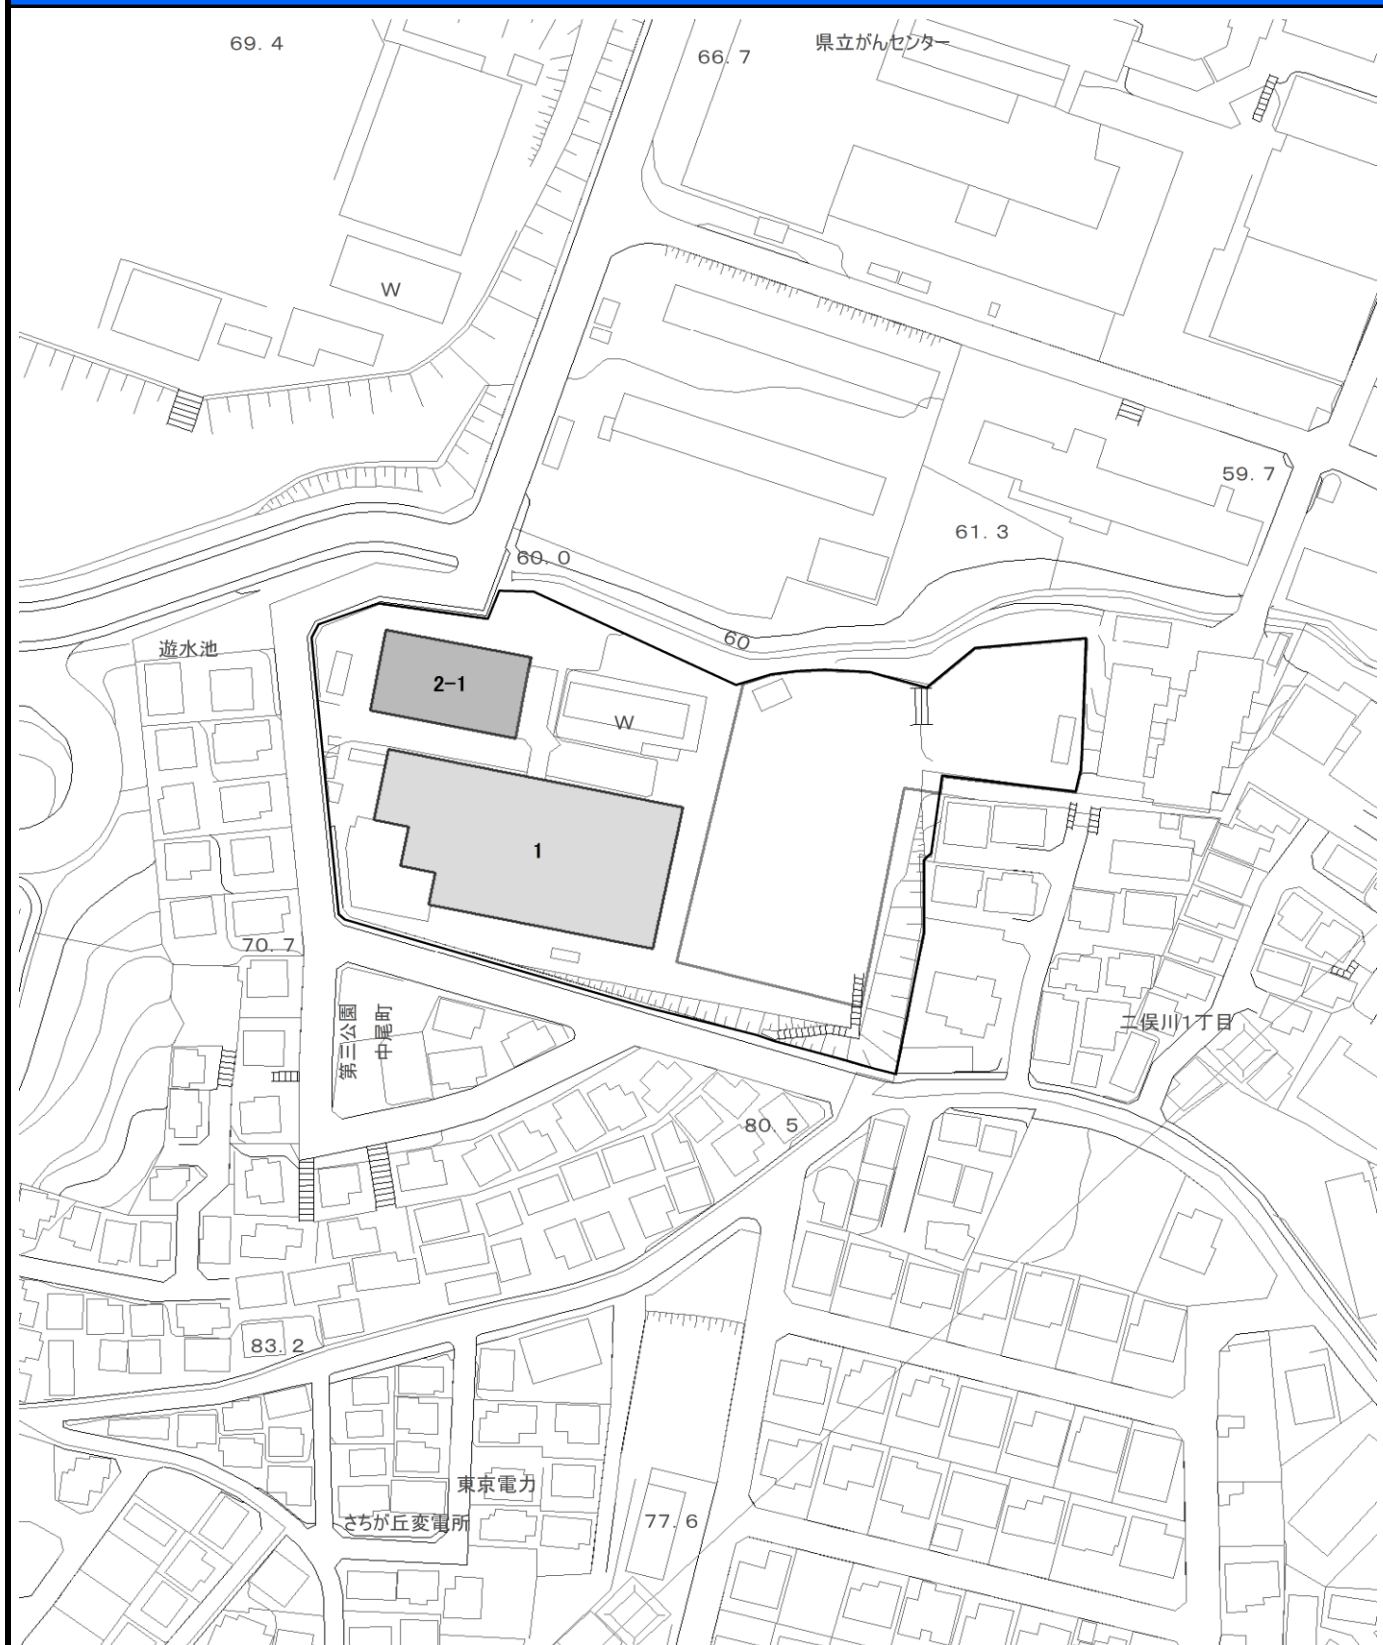 県立がんセンター
69. 4
66. 7
W
59. 7
61. 3
60. 0
60
遊水池
2-1
W
1
70. 7
第三公園
中尾町
二俣川1丁目
80. 5
83. 2
東京電力
さちが丘変電所
77. 6